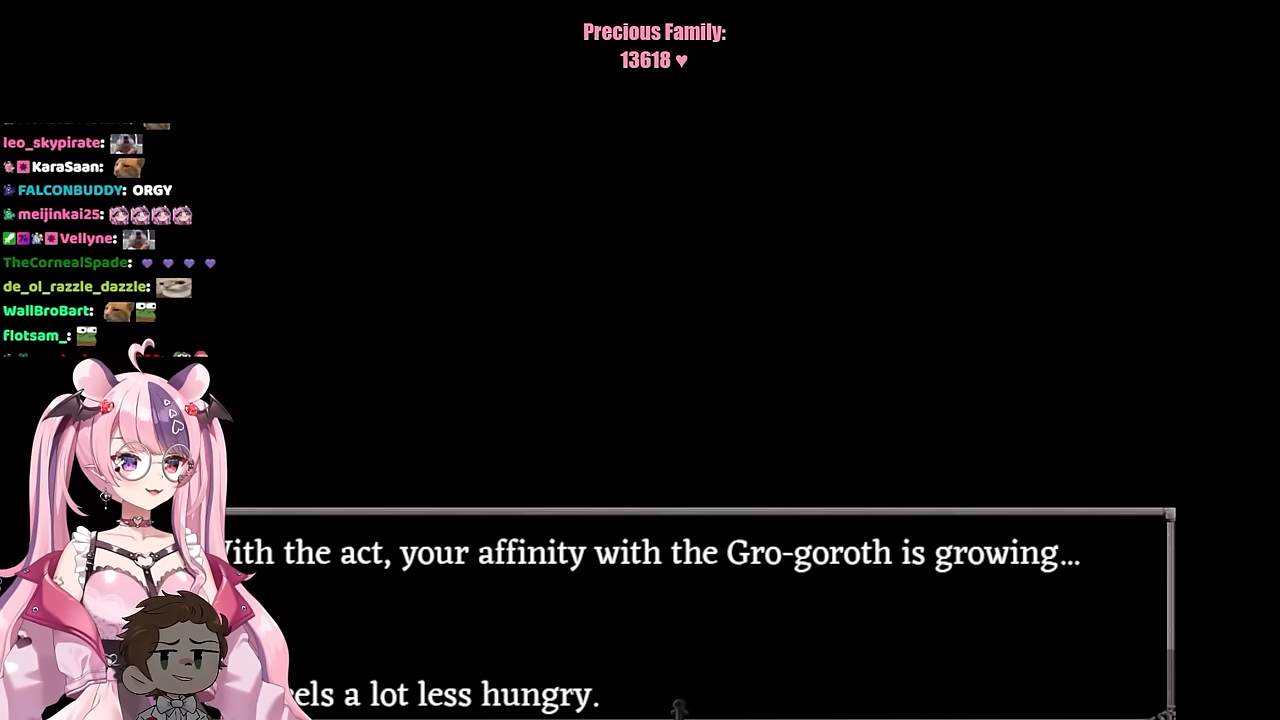 Precious Family:
13618 ♥
leo_skypirate:
KaraSaan:
FALCONBUDDY: ORGY
meijinkai25:
Vellyne:
TheCornealSpade: 💜 💜 💜 💜
de_ol_razzle_dazzle:
WallBroBart:
flotsam_:
With the act, your affinity with the Gro-goroth is growing...
a lot less hungry.